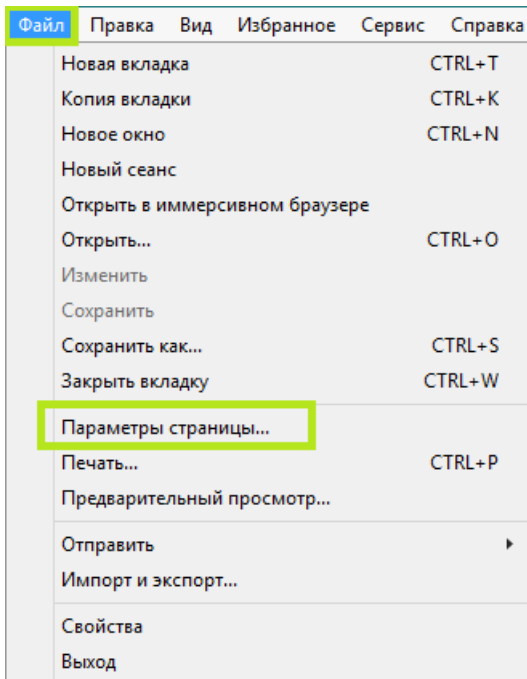 Файл Правка Вид Избранное Сервис Справка
Новая вкладка CTRL+T
Копия вкладки CTRL+K
Новое окно CTRL+N
Новый сеанс
Открыть в иммерсивном браузере
Открыть... CTRL+O
Изменить
Сохранить
Сохранить как... CTRL+S
Закрыть вкладку CTRL+W
Параметры страницы...
Печать... CTRL+P
Предварительный просмотр...
Отправить
Импорт и экспорт...
Свойства
Выход